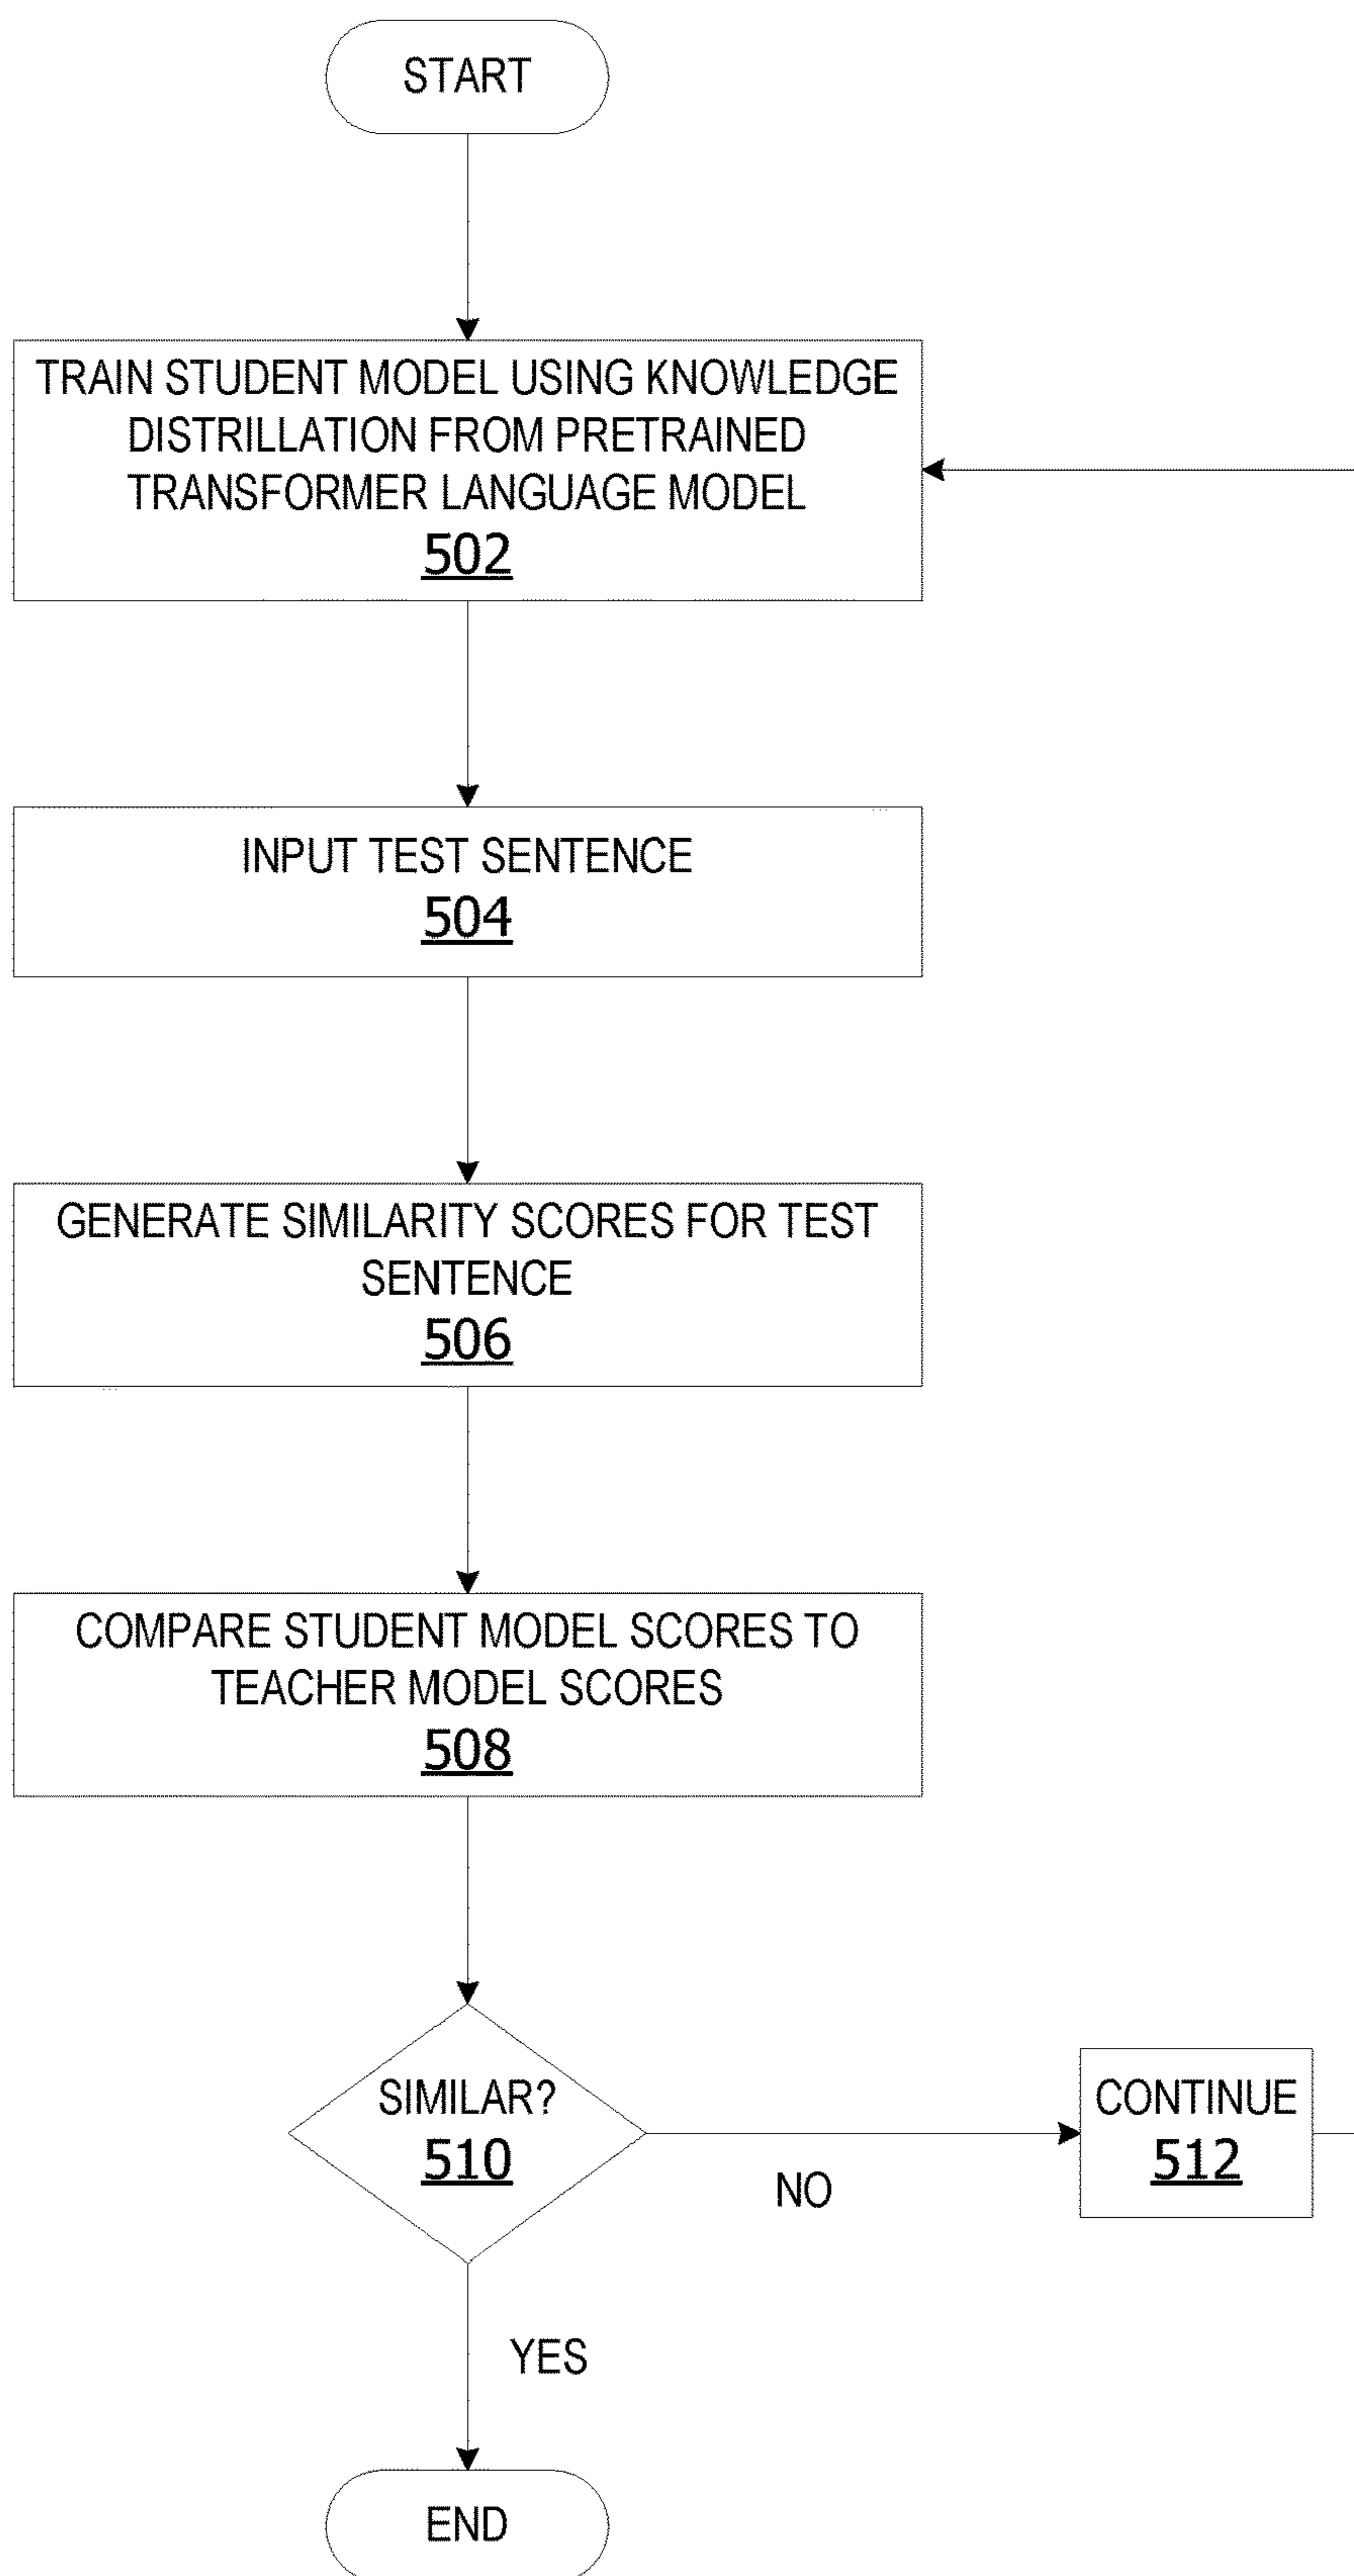 START
TRAIN STUDENT MODEL USING KNOWLEDGE
DISTRILLATION FROM PRETRAINED
TRANSFORMER LANGUAGE MODEL
502
INPUT TEST SENTENCE
504
GENERATE SIMILARITY SCORES FOR TEST
SENTENCE
506
COMPARE STUDENT MODEL SCORES TO
TEACHER MODEL SCORES
508
SIMILAR?
510
NO
CONTINUE
512
YES
END